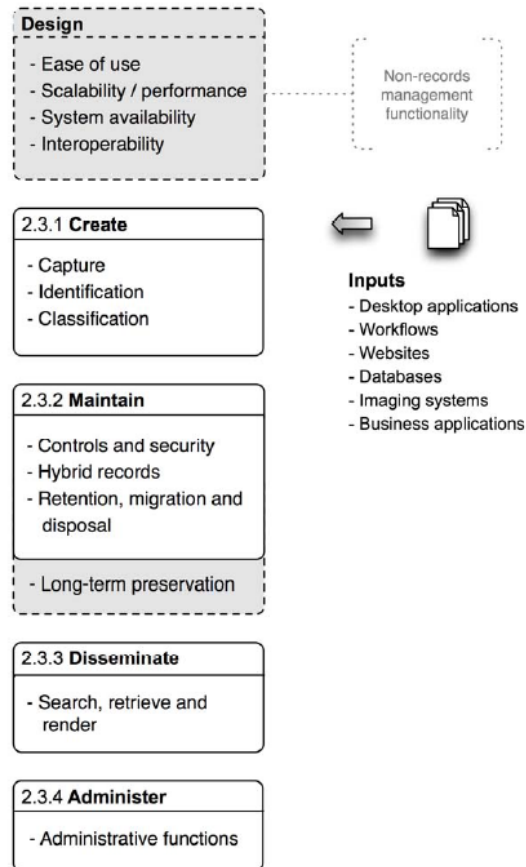 Design
- Ease of use
- Scalability / performance
- System availability
- Interoperability
Non-records
management
functionality
2.3.1 Create
- Capture
- Identification
- Classification
Inputs
- Desktop applications
- Workflows
- Websites
- Databases
- Imaging systems
- Business applications
2.3.2 Maintain
- Controls and security
- Hybrid records
- Retention, migration and
disposal
- Long-term preservation
2.3.3 Disseminate
- Search, retrieve and
render
2.3.4 Administer
- Administrative functions